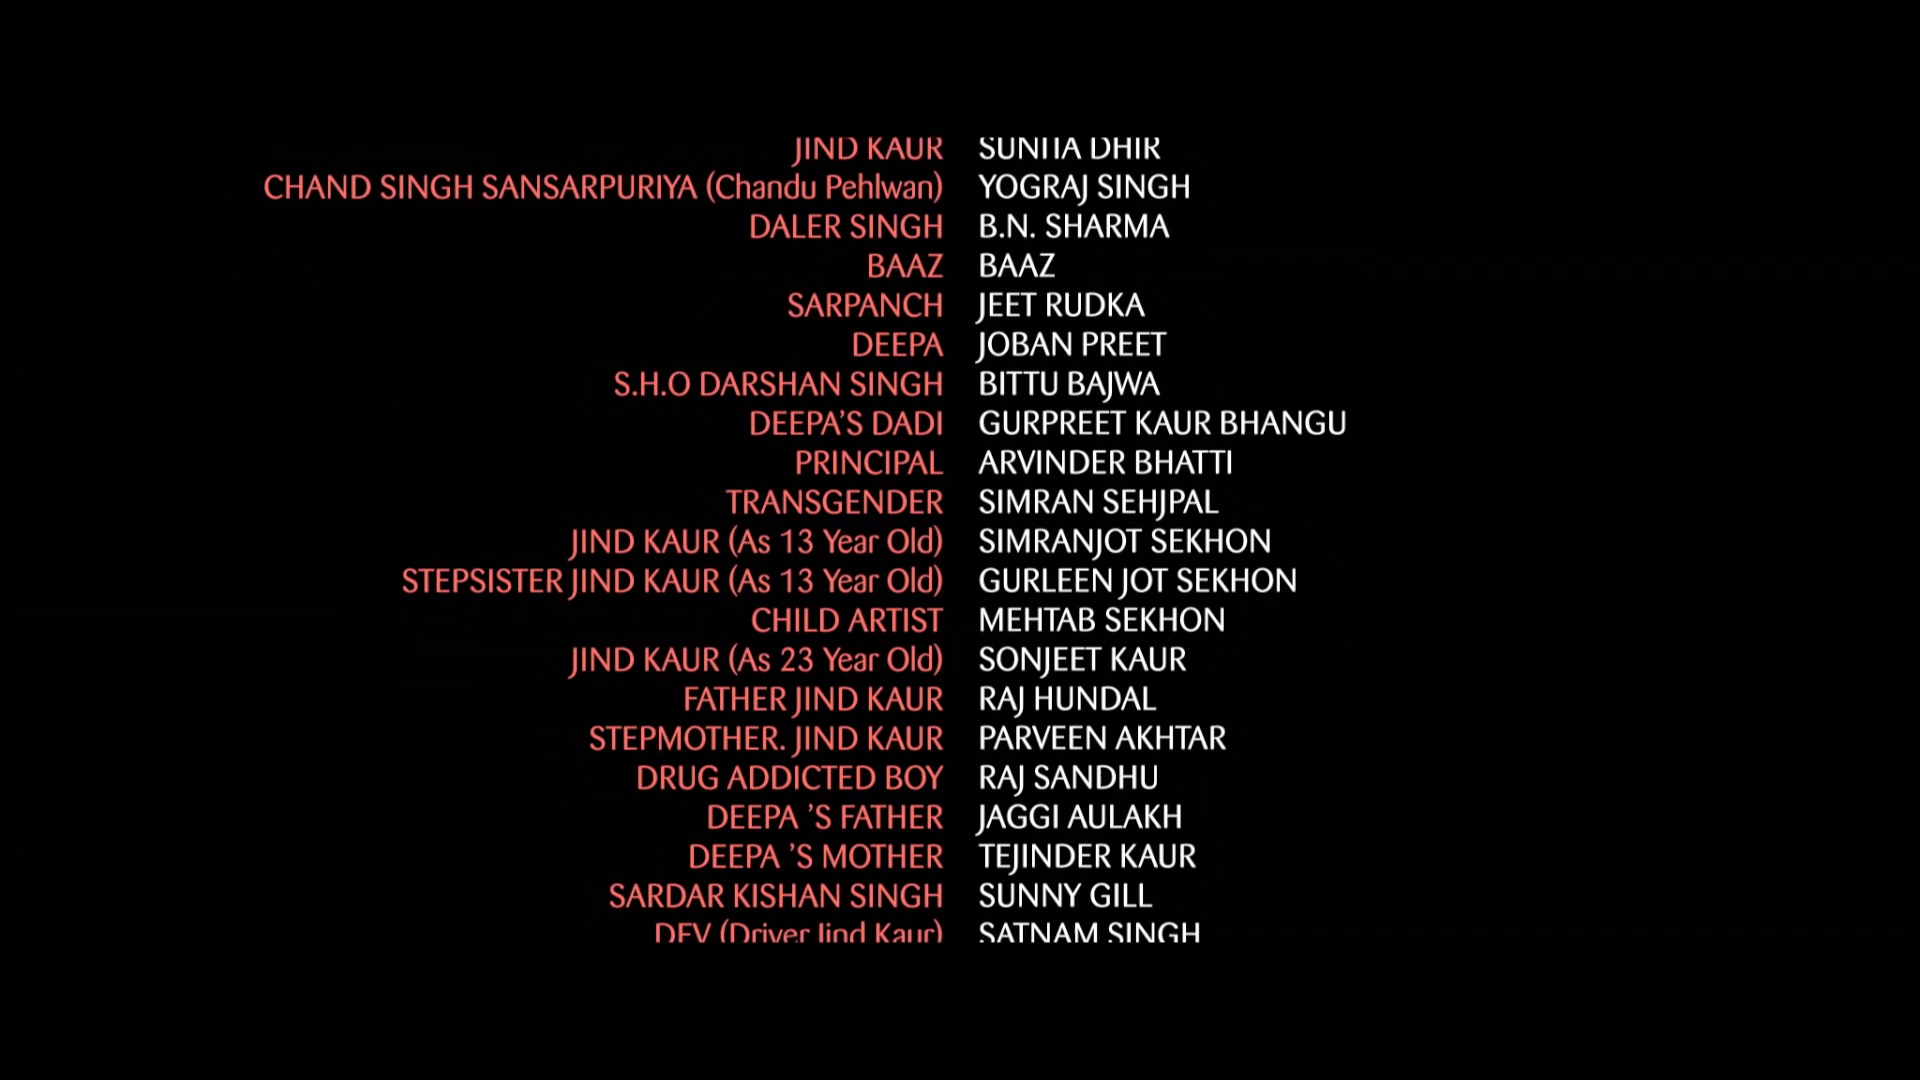 JIND KAUR SUNITA DHIR
CHAND SINGH SANSARPURIYA (Chandu Pehlwan) YOGRAJ SINGH
DALER SINGH B.N. SHARMA
BAAZ BAAZ
SARPANCH JEET RUDKA
DEEPA JOBAN PREET
S.H.O DARSHAN SINGH BITTU BAJWA
DEEPA’S DADI GURPREET KAUR BHANGU
PRINCIPAL ARVINDER BHATTI
TRANSGENDER SIMRAN SEHJPAL
JIND KAUR (As 13 Year Old) SIMRANJOT SEKHON
STEPSISTER JIND KAUR (As 13 Year Old) GURLEEN JOT SEKHON
CHILD ARTIST MEHTAB SEKHON
JIND KAUR (As 23 Year Old) SONJEET KAUR
FATHER JIND KAUR RAJ HUNDAL
STEPMOTHER. JIND KAUR PARVEEN AKHTAR
DRUG ADDICTED BOY RAJ SANDHU
DEEPA ’S FATHER JAGGI AULAKH
DEEPA ’S MOTHER TEJINDER KAUR
SARDAR KISHAN SINGH SUNNY GILL
DEV (Driver Jind Kaur) SATNAM SINGH